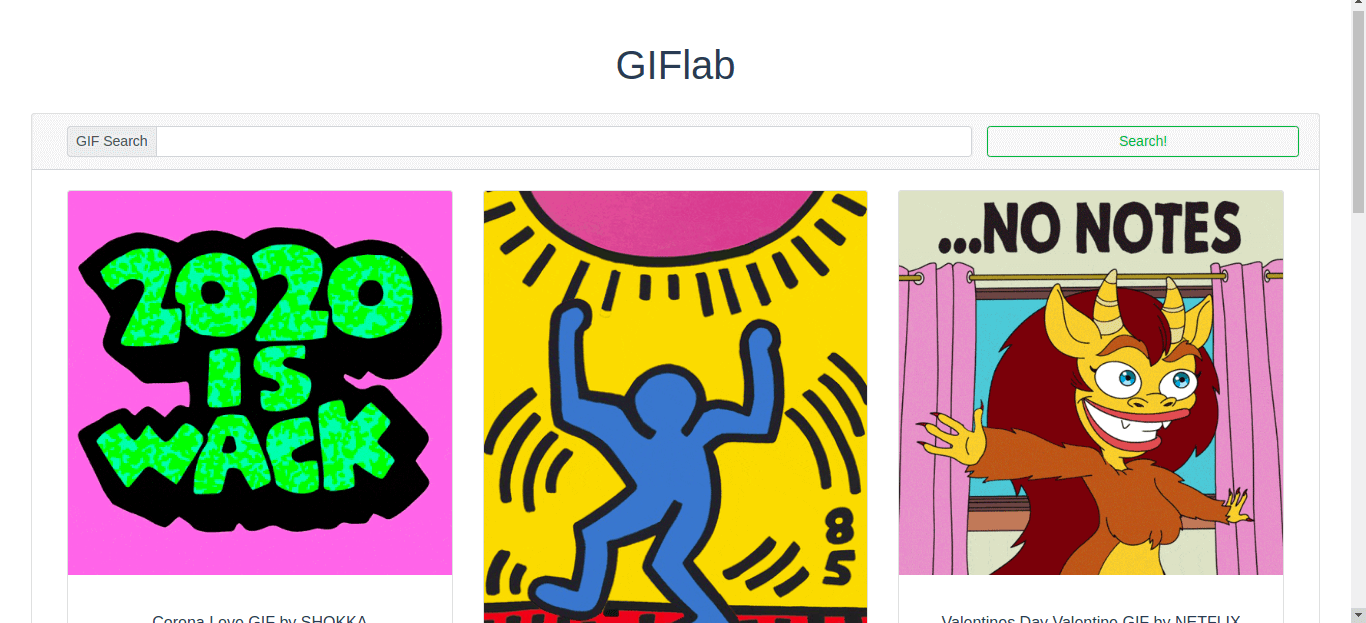 GIFlab
GIF Search
Search!
2020
IS
WACK
85
...NO NOTES
Corona Love GIF by SHOKKA
Valentines Day Valentine GIF by NETFLIX